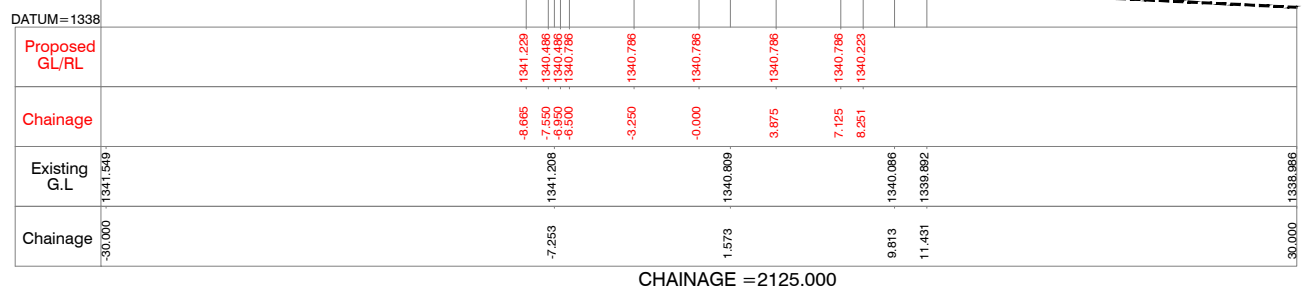 DATUM=1338
Proposed
GL/RL
1341.229 1340.486 1340.486 1340.786 1340.786 1340.786 1340.786 1340.786 1340.223
Chainage
-8.665 -7.550 -6.950 -6.500 -3.250 -0.000 3.875 7.125 8.251
Existing
G.L
1341.549 1341.208 1340.809 1340.086 1339.892 1338.986
Chainage
-30.000 -7.253 1.573 9.813 11.431 30.000
CHAINAGE =2125.000